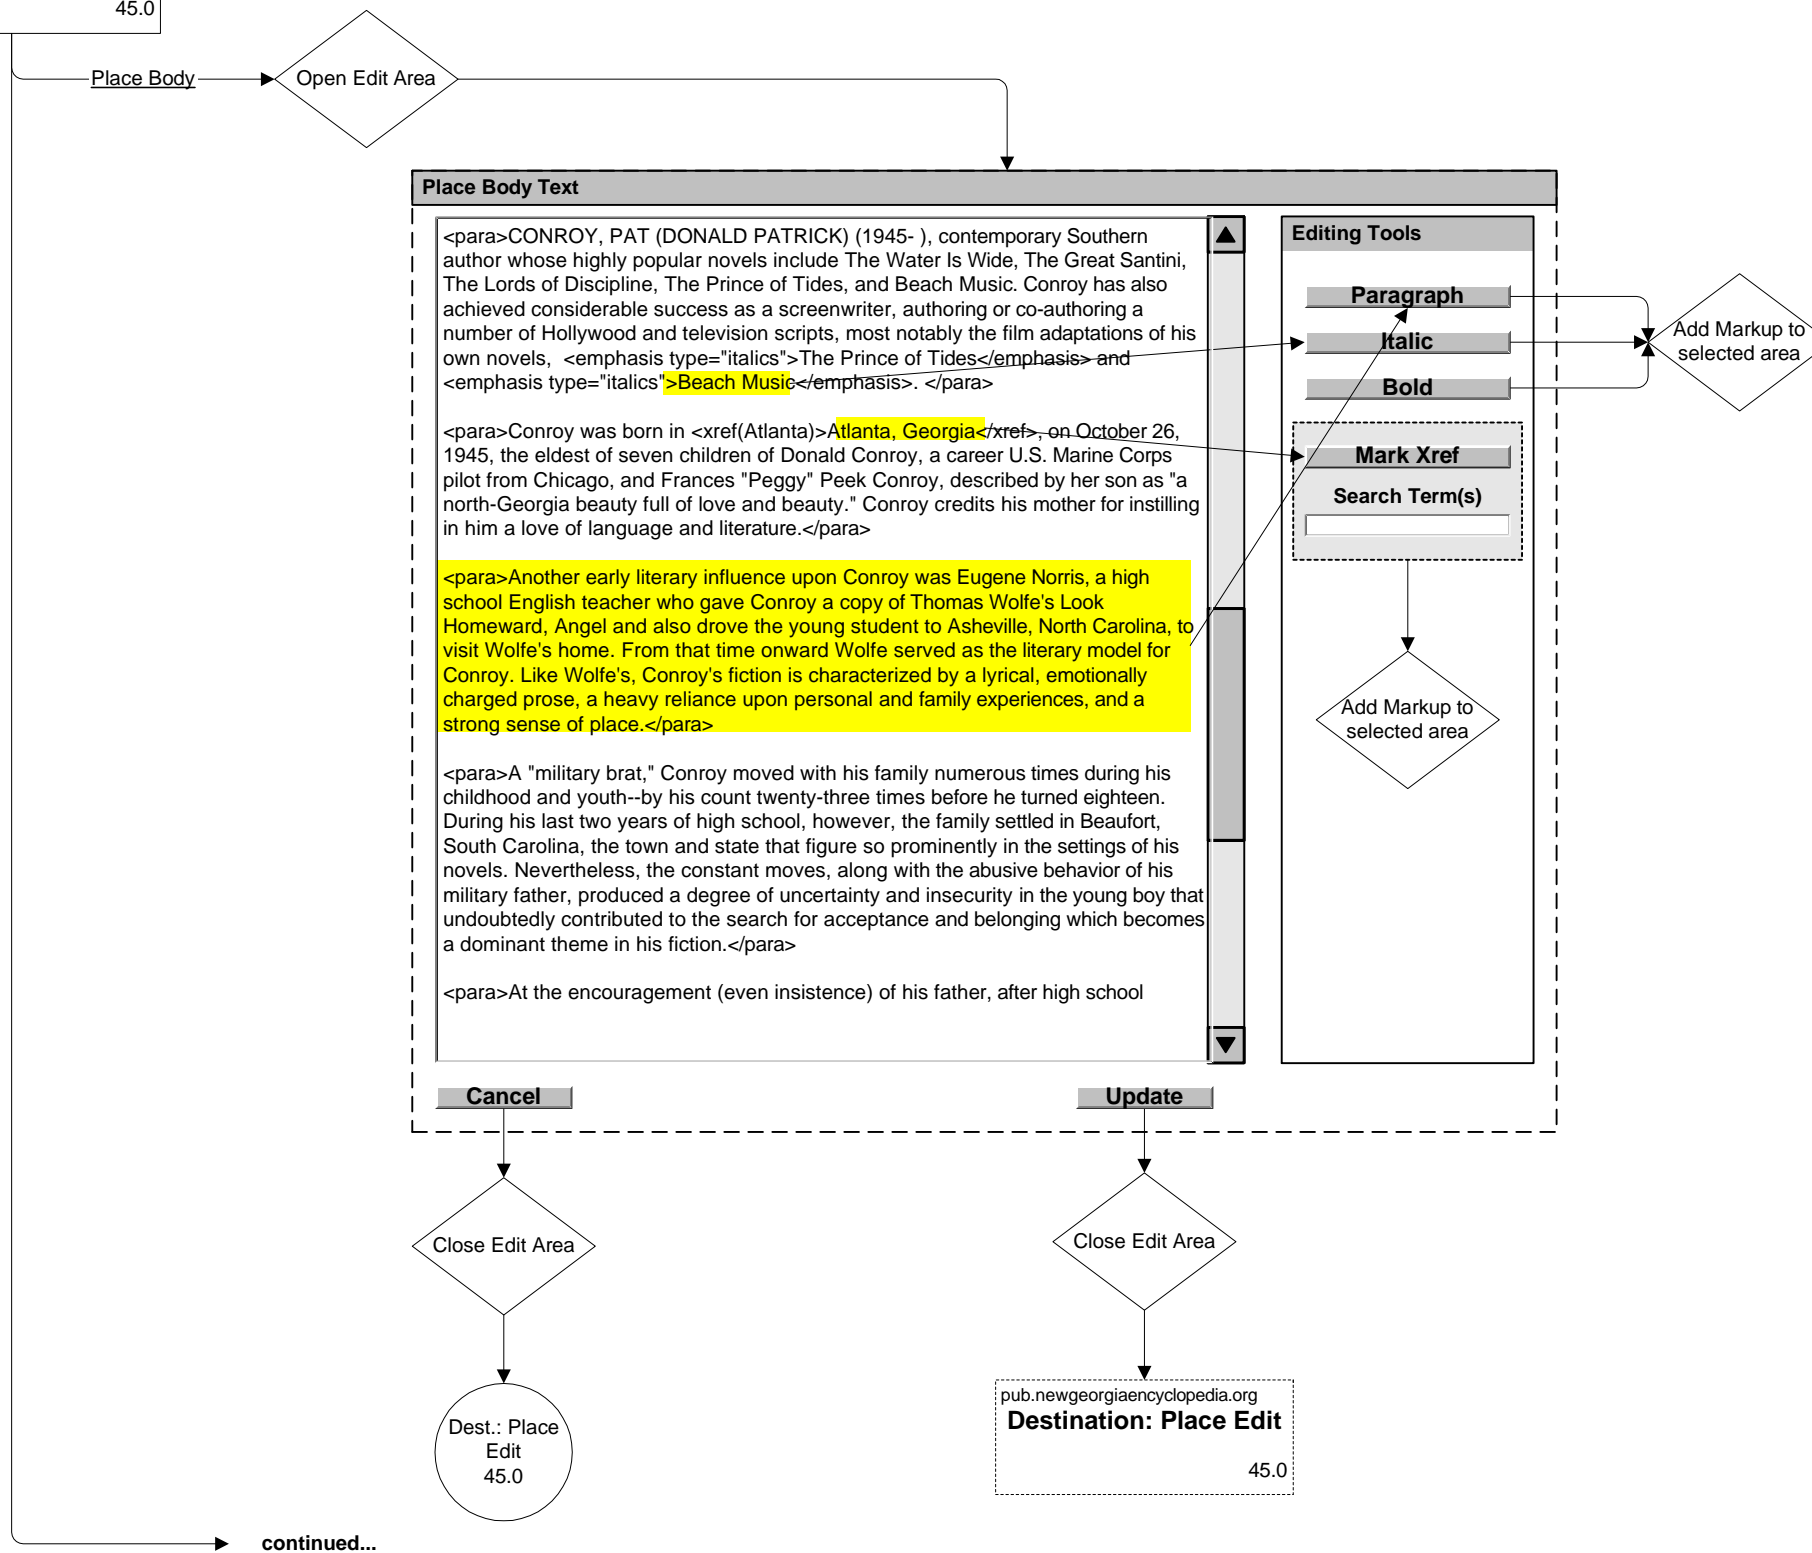 45.0
Place Body
Open Edit Area
Place Body Text
<para>CONROY, PAT (DONALD PATRICK) (1945- ), contemporary Southern
author whose highly popular novels include The Water Is Wide, The Great Santini,
The Lords of Discipline, The Prince of Tides, and Beach Music. Conroy has also
achieved considerable success as a screenwriter, authoring or co-authoring a
number of Hollywood and television scripts, most notably the film adaptations of his
own novels,  <emphasis type="italics">The Prince of Tides</emphasis> and
<emphasis type="italics">Beach Music</emphasis>. </para>
<para>Conroy was born in <xref(Atlanta)>Atlanta, Georgia</xref>, on October 26,
1945, the eldest of seven children of Donald Conroy, a career U.S. Marine Corps
pilot from Chicago, and Frances "Peggy" Peek Conroy, described by her son as "a
north-Georgia beauty full of love and beauty." Conroy credits his mother for instilling
in him a love of language and literature.</para>
<para>Another early literary influence upon Conroy was Eugene Norris, a high
school English teacher who gave Conroy a copy of Thomas Wolfe's Look
Homeward, Angel and also drove the young student to Asheville, North Carolina, to
visit Wolfe's home. From that time onward Wolfe served as the literary model for
Conroy. Like Wolfe's, Conroy's fiction is characterized by a lyrical, emotionally
charged prose, a heavy reliance upon personal and family experiences, and a
strong sense of place.</para>
<para>A "military brat," Conroy moved with his family numerous times during his
childhood and youth--by his count twenty-three times before he turned eighteen.
During his last two years of high school, however, the family settled in Beaufort,
South Carolina, the town and state that figure so prominently in the settings of his
novels. Nevertheless, the constant moves, along with the abusive behavior of his
military father, produced a degree of uncertainty and insecurity in the young boy that
undoubtedly contributed to the search for acceptance and belonging which becomes
a dominant theme in his fiction.</para>
<para>At the encouragement (even insistence) of his father, after high school
Editing Tools
Paragraph
Italic
Bold
Mark Xref
Search Term(s)
Add Markup to
selected area
Add Markup to
selected area
Cancel
Update
Close Edit Area
Close Edit Area
Dest.: Place
Edit
45.0
pub.newgeorgiaencyclopedia.org
Destination: Place Edit
45.0
continued...